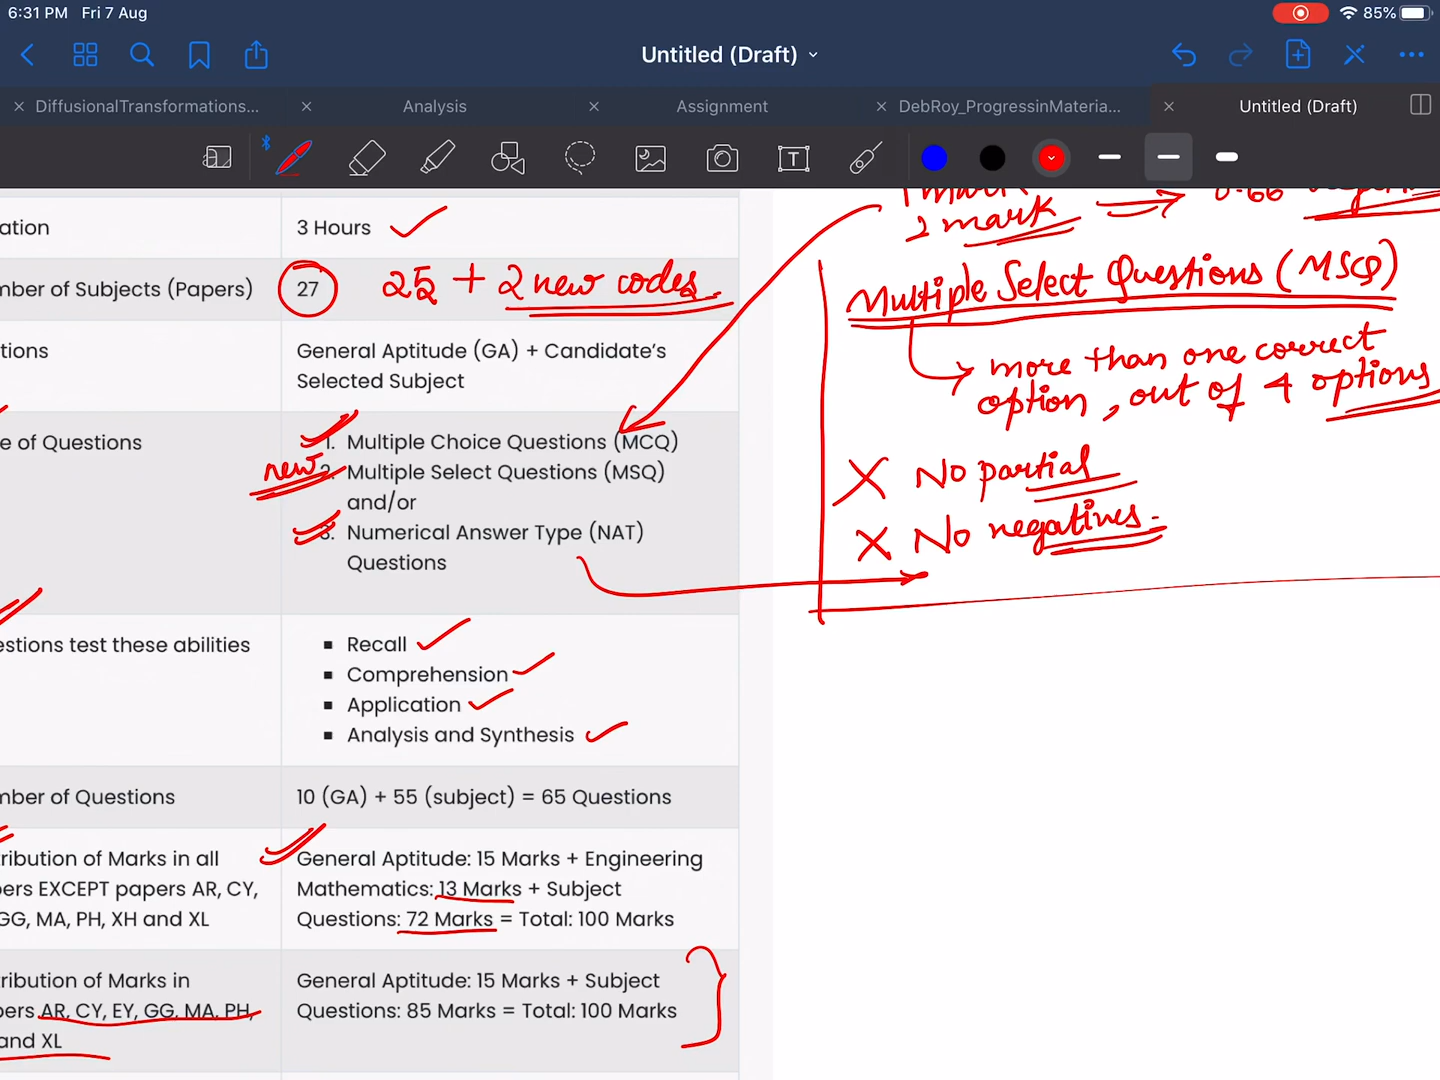 6:31 PM Fri 7 Aug
85%
Untitled (Draft)
DiffusionalTransformations...
Analysis
Assignment
DebRoy_ProgressinMateria...
Untitled (Draft)
T
ation
3 Hours
mber of Subjects (Papers)
27
25 + 2 new codes
tions
General Aptitude (GA) + Candidate's
Selected Subject
e of Questions
1. Multiple Choice Questions (MCQ)
new
2. Multiple Select Questions (MSQ)
and/or
3. Numerical Answer Type (NAT)
Questions
estions test these abilities
▪ Recall
▪ Comprehension
▪ Application
▪ Analysis and Synthesis
mber of Questions
10 (GA) + 55 (subject) = 65 Questions
ribution of Marks in all
pers EXCEPT papers AR, CY,
GG, MA, PH, XH and XL
General Aptitude: 15 Marks + Engineering
Mathematics: 13 Marks + Subject
Questions: 72 Marks = Total: 100 Marks
ribution of Marks in
pers AR, CY, EY, GG, MA, PH,
and XL
General Aptitude: 15 Marks + Subject
Questions: 85 Marks = Total: 100 Marks
1 mark
2 mark 0.66
Multiple Select Questions (MSQ)
more than one correct
option, out of 4 options
X No partial
X No negatives.